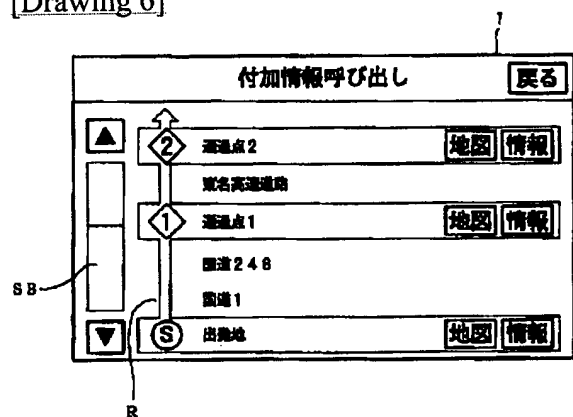 [Drawing 6]
1
付加情報呼び出し 戻る
▲
2 通過点2 地図 情報
東名高速道路
1 通過点1 地図 情報
国道248
SB
国道1
▼ S 出発地 地図 情報
R